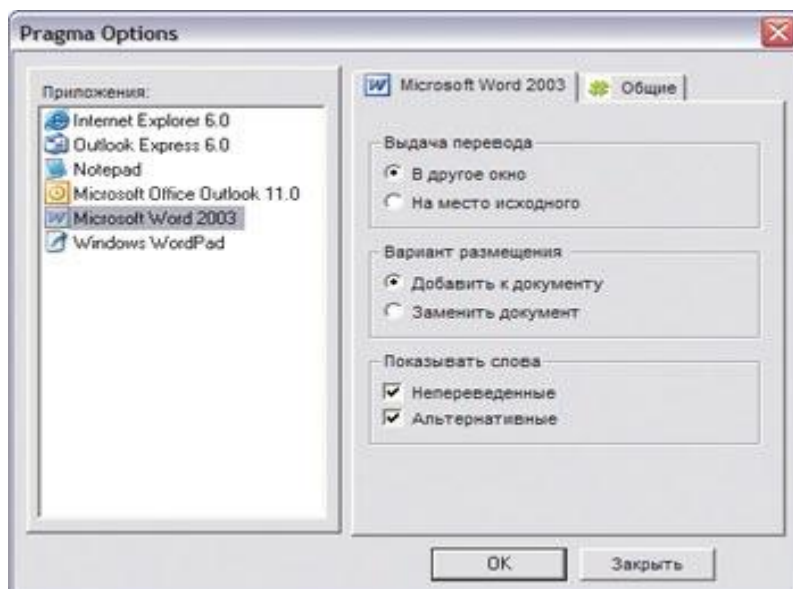 Pragma Options
Приложения:
Internet Explorer 6.0
Outlook Express 6.0
Notepad
Microsoft Office Outlook 11.0
Microsoft Word 2003
Windows WordPad
Microsoft Word 2003
Общие
Выдача перевода
В другое окно
На место исходного
Вариант размещения
Добавить к документу
Заменить документ
Показывать слова
Непереведенные
Альтернативные
OK
Закрыть